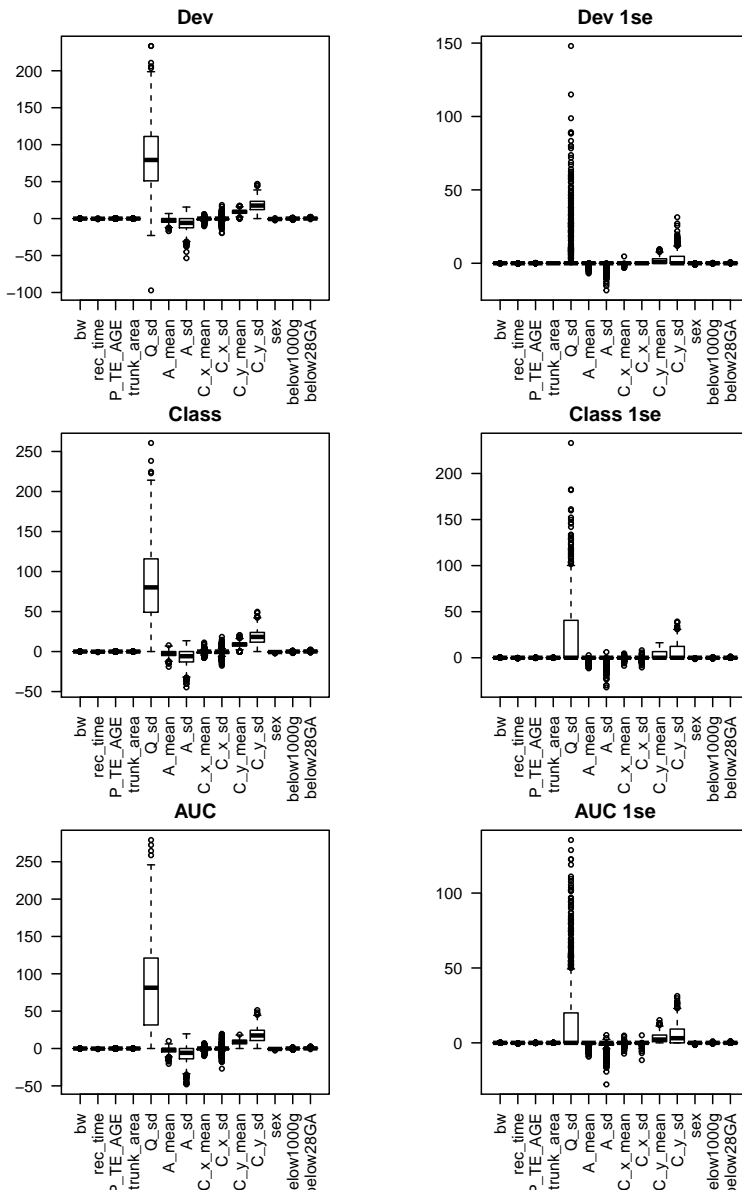 Dev
200
150
100
50
0
−50
−100
bw
rec_time
P_TE_AGE
trunk_area
Q_sd
A_mean
A_sd
C_x_mean
C_x_sd
C_y_mean
C_y_sd
sex
below1000g
below28GA
Dev 1se
150
100
50
0
bw
rec_time
P_TE_AGE
trunk_area
Q_sd
A_mean
A_sd
C_x_mean
C_x_sd
C_y_mean
C_y_sd
sex
below1000g
below28GA
Class
250
200
150
100
50
0
−50
bw
rec_time
P_TE_AGE
trunk_area
Q_sd
A_mean
A_sd
C_x_mean
C_x_sd
C_y_mean
C_y_sd
sex
below1000g
below28GA
Class 1se
200
150
100
50
0
bw
rec_time
P_TE_AGE
trunk_area
Q_sd
A_mean
A_sd
C_x_mean
C_x_sd
C_y_mean
C_y_sd
sex
below1000g
below28GA
AUC
250
200
150
100
50
0
−50
bw
rec_time
P_TE_AGE
trunk_area
Q_sd
A_mean
A_sd
C_x_mean
C_x_sd
C_y_mean
C_y_sd
sex
below1000g
below28GA
AUC 1se
100
50
0
bw
rec_time
P_TE_AGE
trunk_area
Q_sd
A_mean
A_sd
C_x_mean
C_x_sd
C_y_mean
C_y_sd
sex
below1000g
below28GA